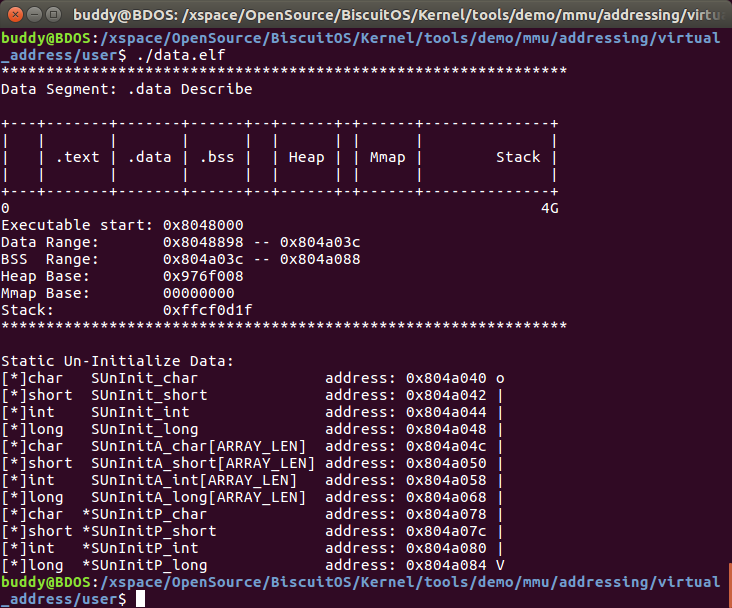 buddy@BDOS: /xspace/OpenSource/BiscuitOS/Kernel/tools/demo/mmu/addressing/virtu
buddy@BDOS:/xspace/OpenSource/BiscuitOS/Kernel/tools/demo/mmu/addressing/virtual
_address/user$ ./data.elf
***************************************************************
Data Segment: .data Describe
+---+-------+-------+------+--+------+--+------+--------------+
|   |       |       |      |  |      | |      |              |
|   | .text | .data | .bss |  | Heap | | Mmap |        Stack |
|   |       |       |      |  |      | |      |              |
+---+-------+-------+------+--+------+--+------+--------------+
0                                                           4G
Executable start: 0x8048000
Data Range:       0x8048898 -- 0x804a03c
BSS  Range:       0x804a03c -- 0x804a088
Heap Base:        0x976f008
Mmap Base:        00000000
Stack:            0xffcf0d1f
***************************************************************
Static Un-Initialize Data:
[*]char   SUnInit_char              address: 0x804a040 o
[*]short  SUnInit_short             address: 0x804a042 |
[*]int    SUnInit_int               address: 0x804a044 |
[*]long   SUnInit_long              address: 0x804a048 |
[*]char   SUnInitA_char[ARRAY_LEN]  address: 0x804a04c |
[*]short  SUnInitA_short[ARRAY_LEN] address: 0x804a050 |
[*]int    SUnInitA_int[ARRAY_LEN]   address: 0x804a058 |
[*]long   SUnInitA_long[ARRAY_LEN]  address: 0x804a068 |
[*]char  *SUnInitP_char             address: 0x804a078 |
[*]short *SUnInitP_short            address: 0x804a07c |
[*]int   *SUnInitP_int              address: 0x804a080 |
[*]long  *SUnInitP_long             address: 0x804a084 V
buddy@BDOS:/xspace/OpenSource/BiscuitOS/Kernel/tools/demo/mmu/addressing/virtual
_address/user$